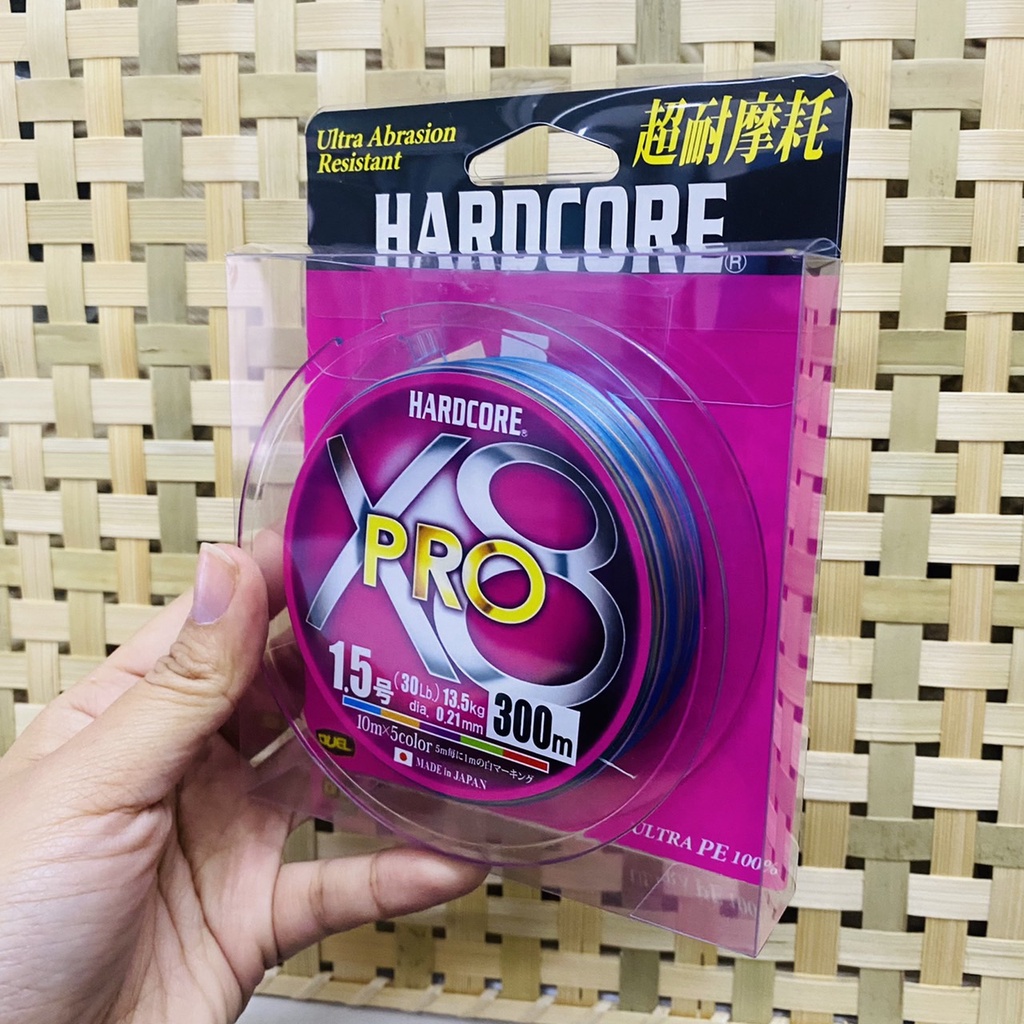 Ultra Abrasion
Resistant
超耐摩耗
HARDCORE®
HARDCORE®
X8
PRO
1.5号
(30Lb.) 13.5kg
dia. 0.21mm
300m
10m×5color 5m毎に1mの白マーキング
MADE in JAPAN
DUEL
ULTRA PE 100%